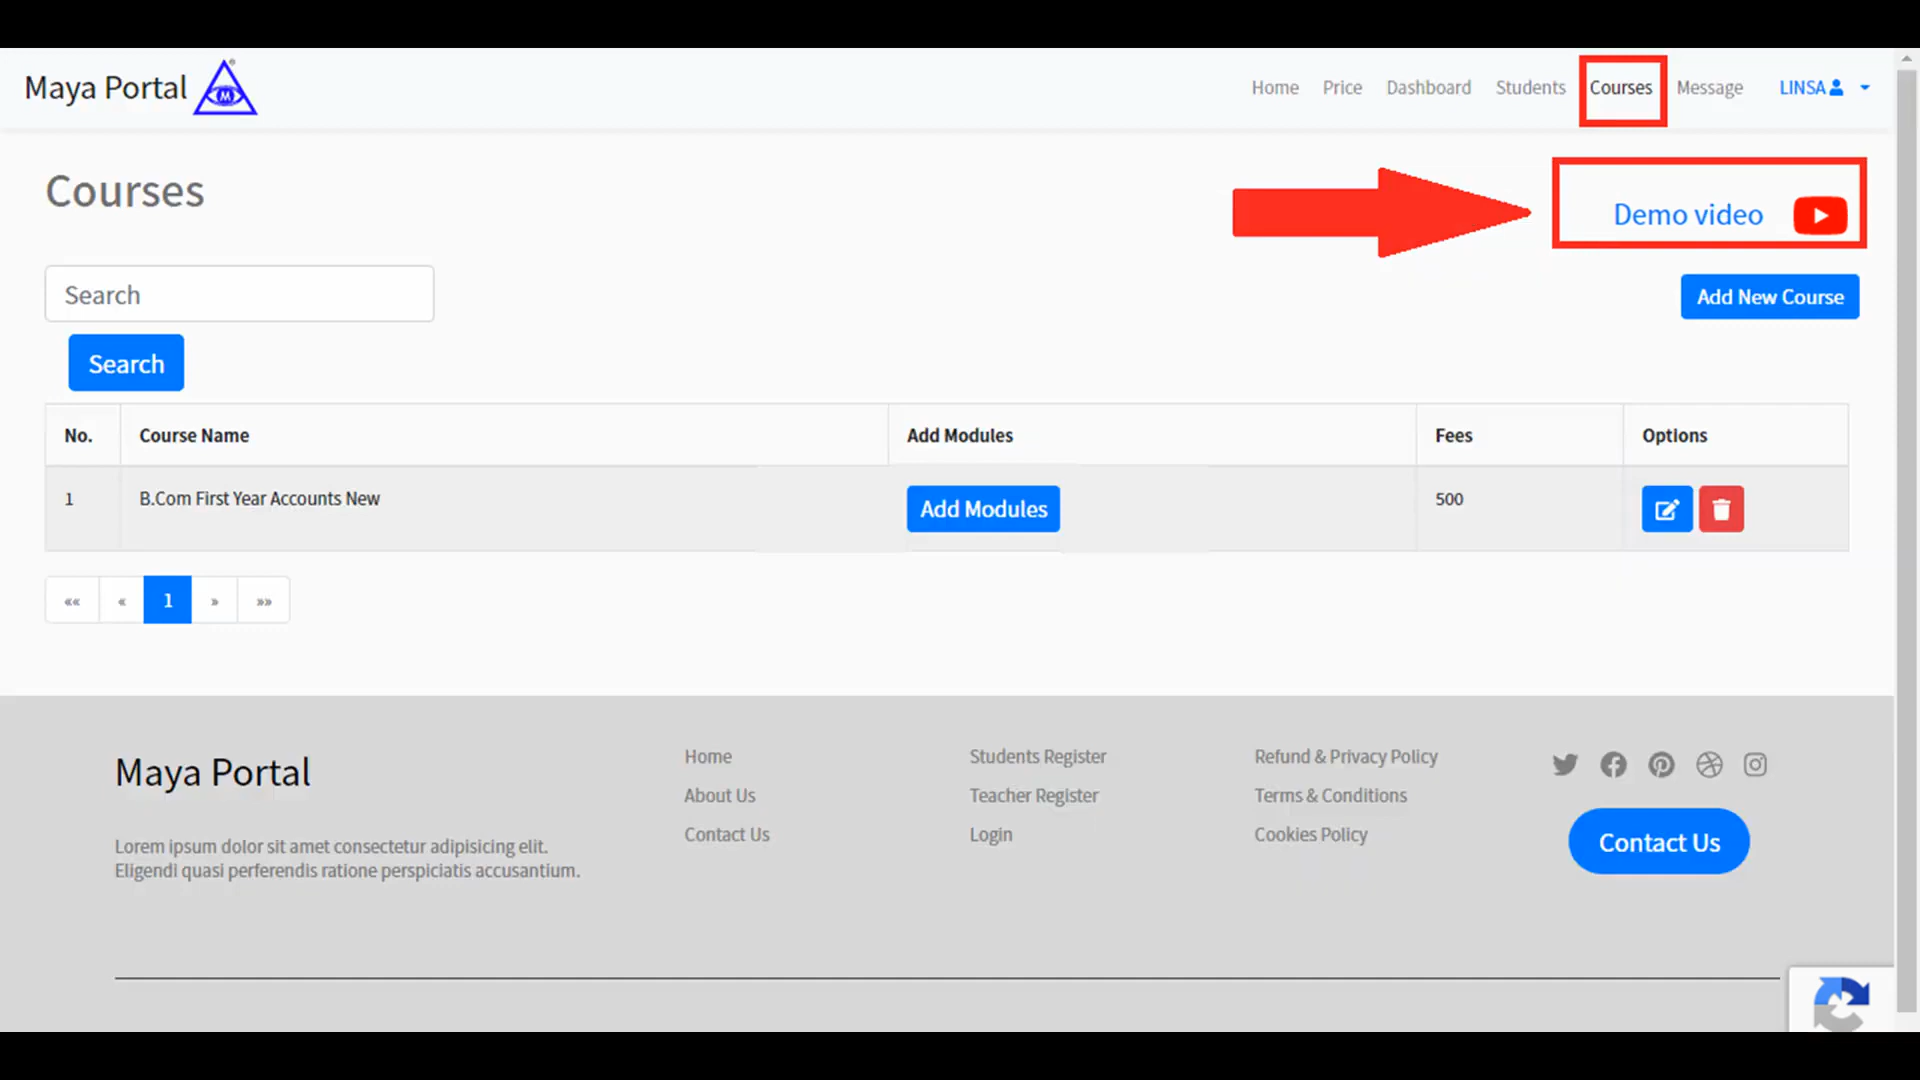 Maya Portal
M
Home Price Dashboard Students Courses Message LINSA
Courses
Demo video
Search
Add New Course
Search
No. Course Name Add Modules Fees Options
1 B.Com First Year Accounts New Add Modules 500
«« « 1 » »»
Maya Portal
Lorem ipsum dolor sit amet consectetur adipisicing elit.
Eligendi quasi perferendis ratione perspiciatis accusantium.
Home
About Us
Contact Us
Students Register
Teacher Register
Login
Refund & Privacy Policy
Terms & Conditions
Cookies Policy
Contact Us